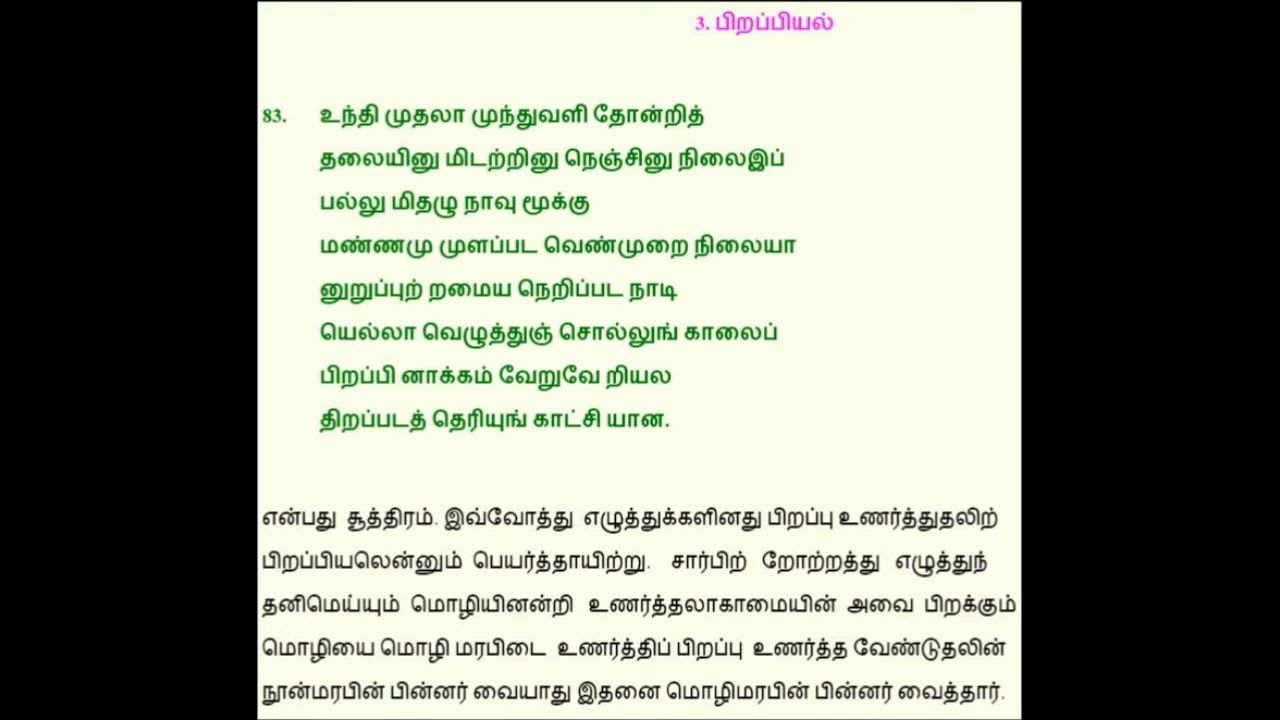 3. பிறப்பியல்
83. உந்தி முதலா முந்துவளி தோன்றித்
தலையினு மிடற்றினு நெஞ்சினு நிலைஇப்
பல்லு மிதழு நாவு மூக்கு
மண்ணமு முளப்பட வெண்முறை நிலையா
னுறுப்புற் றமைய நெறிப்பட நாடி
யெல்லா வெழுத்துஞ் சொல்லுங் காலைப்
பிறப்பி னாக்கம் வேறுவே றியல
திறப்படத் தெரியுங் காட்சி யான.
என்பது சூத்திரம். இவ்வோத்து எழுத்துக்களினது பிறப்பு உணர்த்துதலிற்
பிறப்பியலென்னும் பெயர்த்தாயிற்று. சார்பிற் றோற்றத்து எழுத்துந்
தனிமெய்யும் மொழியினன்றி உணர்த்தலாகாமையின் அவை பிறக்கும்
மொழியை மொழி மரபிடை உணர்த்திப் பிறப்பு உணர்த்த வேண்டுதலின்
நூன்மரபின் பின்னர் வையாது இதனை மொழிமரபின் பின்னர் வைத்தார்.